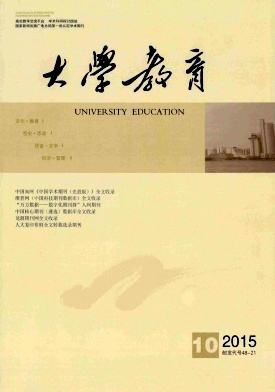 大學教育
UNIVERSITY EDUCATION
中国知网《中国学术期刊（光盘版）》全文收录
维普网《中国科技期刊数据库》全文收录
"万方数据——数字化期刊群"入网期刊
中国核心期刊（遴选）数据库全文收录
龙源期刊网全文收录
人大复印资料全文转载选录期刊
10 2015
邮发代号48-21